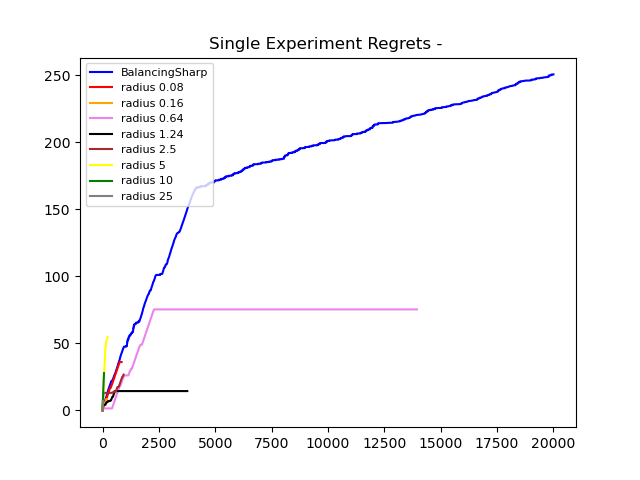 Single Experiment Regrets -
250
200
150
100
50
0
BalancingSharp
radius 0.08
radius 0.16
radius 0.64
radius 1.24
radius 2.5
radius 5
radius 10
radius 25
0 2500 5000 7500 10000 12500 15000 17500 20000